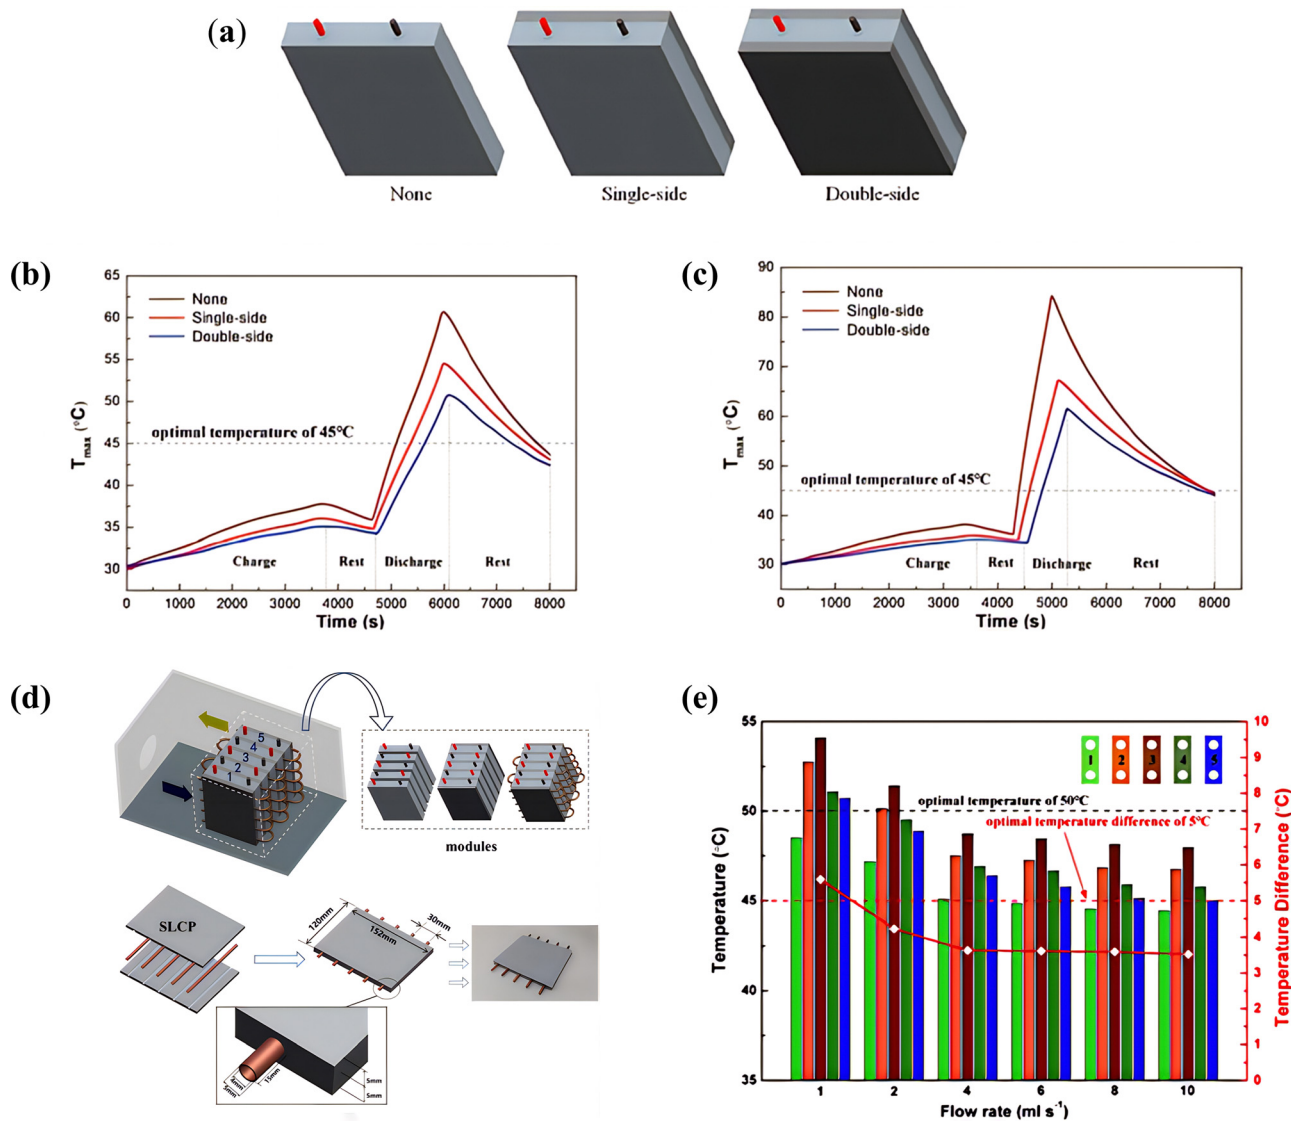 (a)
None
Single-side
Double-side
(b)
65
60
55
50
45
40
35
30
T_max (°C)
None
Single-side
Double-side
optimal temperature of 45°C
Charge
Rest
Discharge
Rest
0 1000 2000 3000 4000 5000 6000 7000 8000
Time (s)
(c)
90
80
70
60
50
40
30
T_max (°C)
None
Single-side
Double-side
optimal temperature of 45°C
Charge
Rest
Discharge
Rest
0 1000 2000 3000 4000 5000 6000 7000 8000
Time (s)
(d)
5
4
3
2
1
modules
SLCP
120mm
152mm
30mm
4mm
5mm
15mm
5mm
5mm
(e)
55
50
45
40
35
Temperature (°C)
1 2 3 4 5
optimal temperature of 50°C
optimal temperature difference of 5°C
10
9
8
7
6
5
4
3
2
1
0
Temperature Difference (°C)
1 2 4 6 8 10
Flow rate (ml s⁻¹)